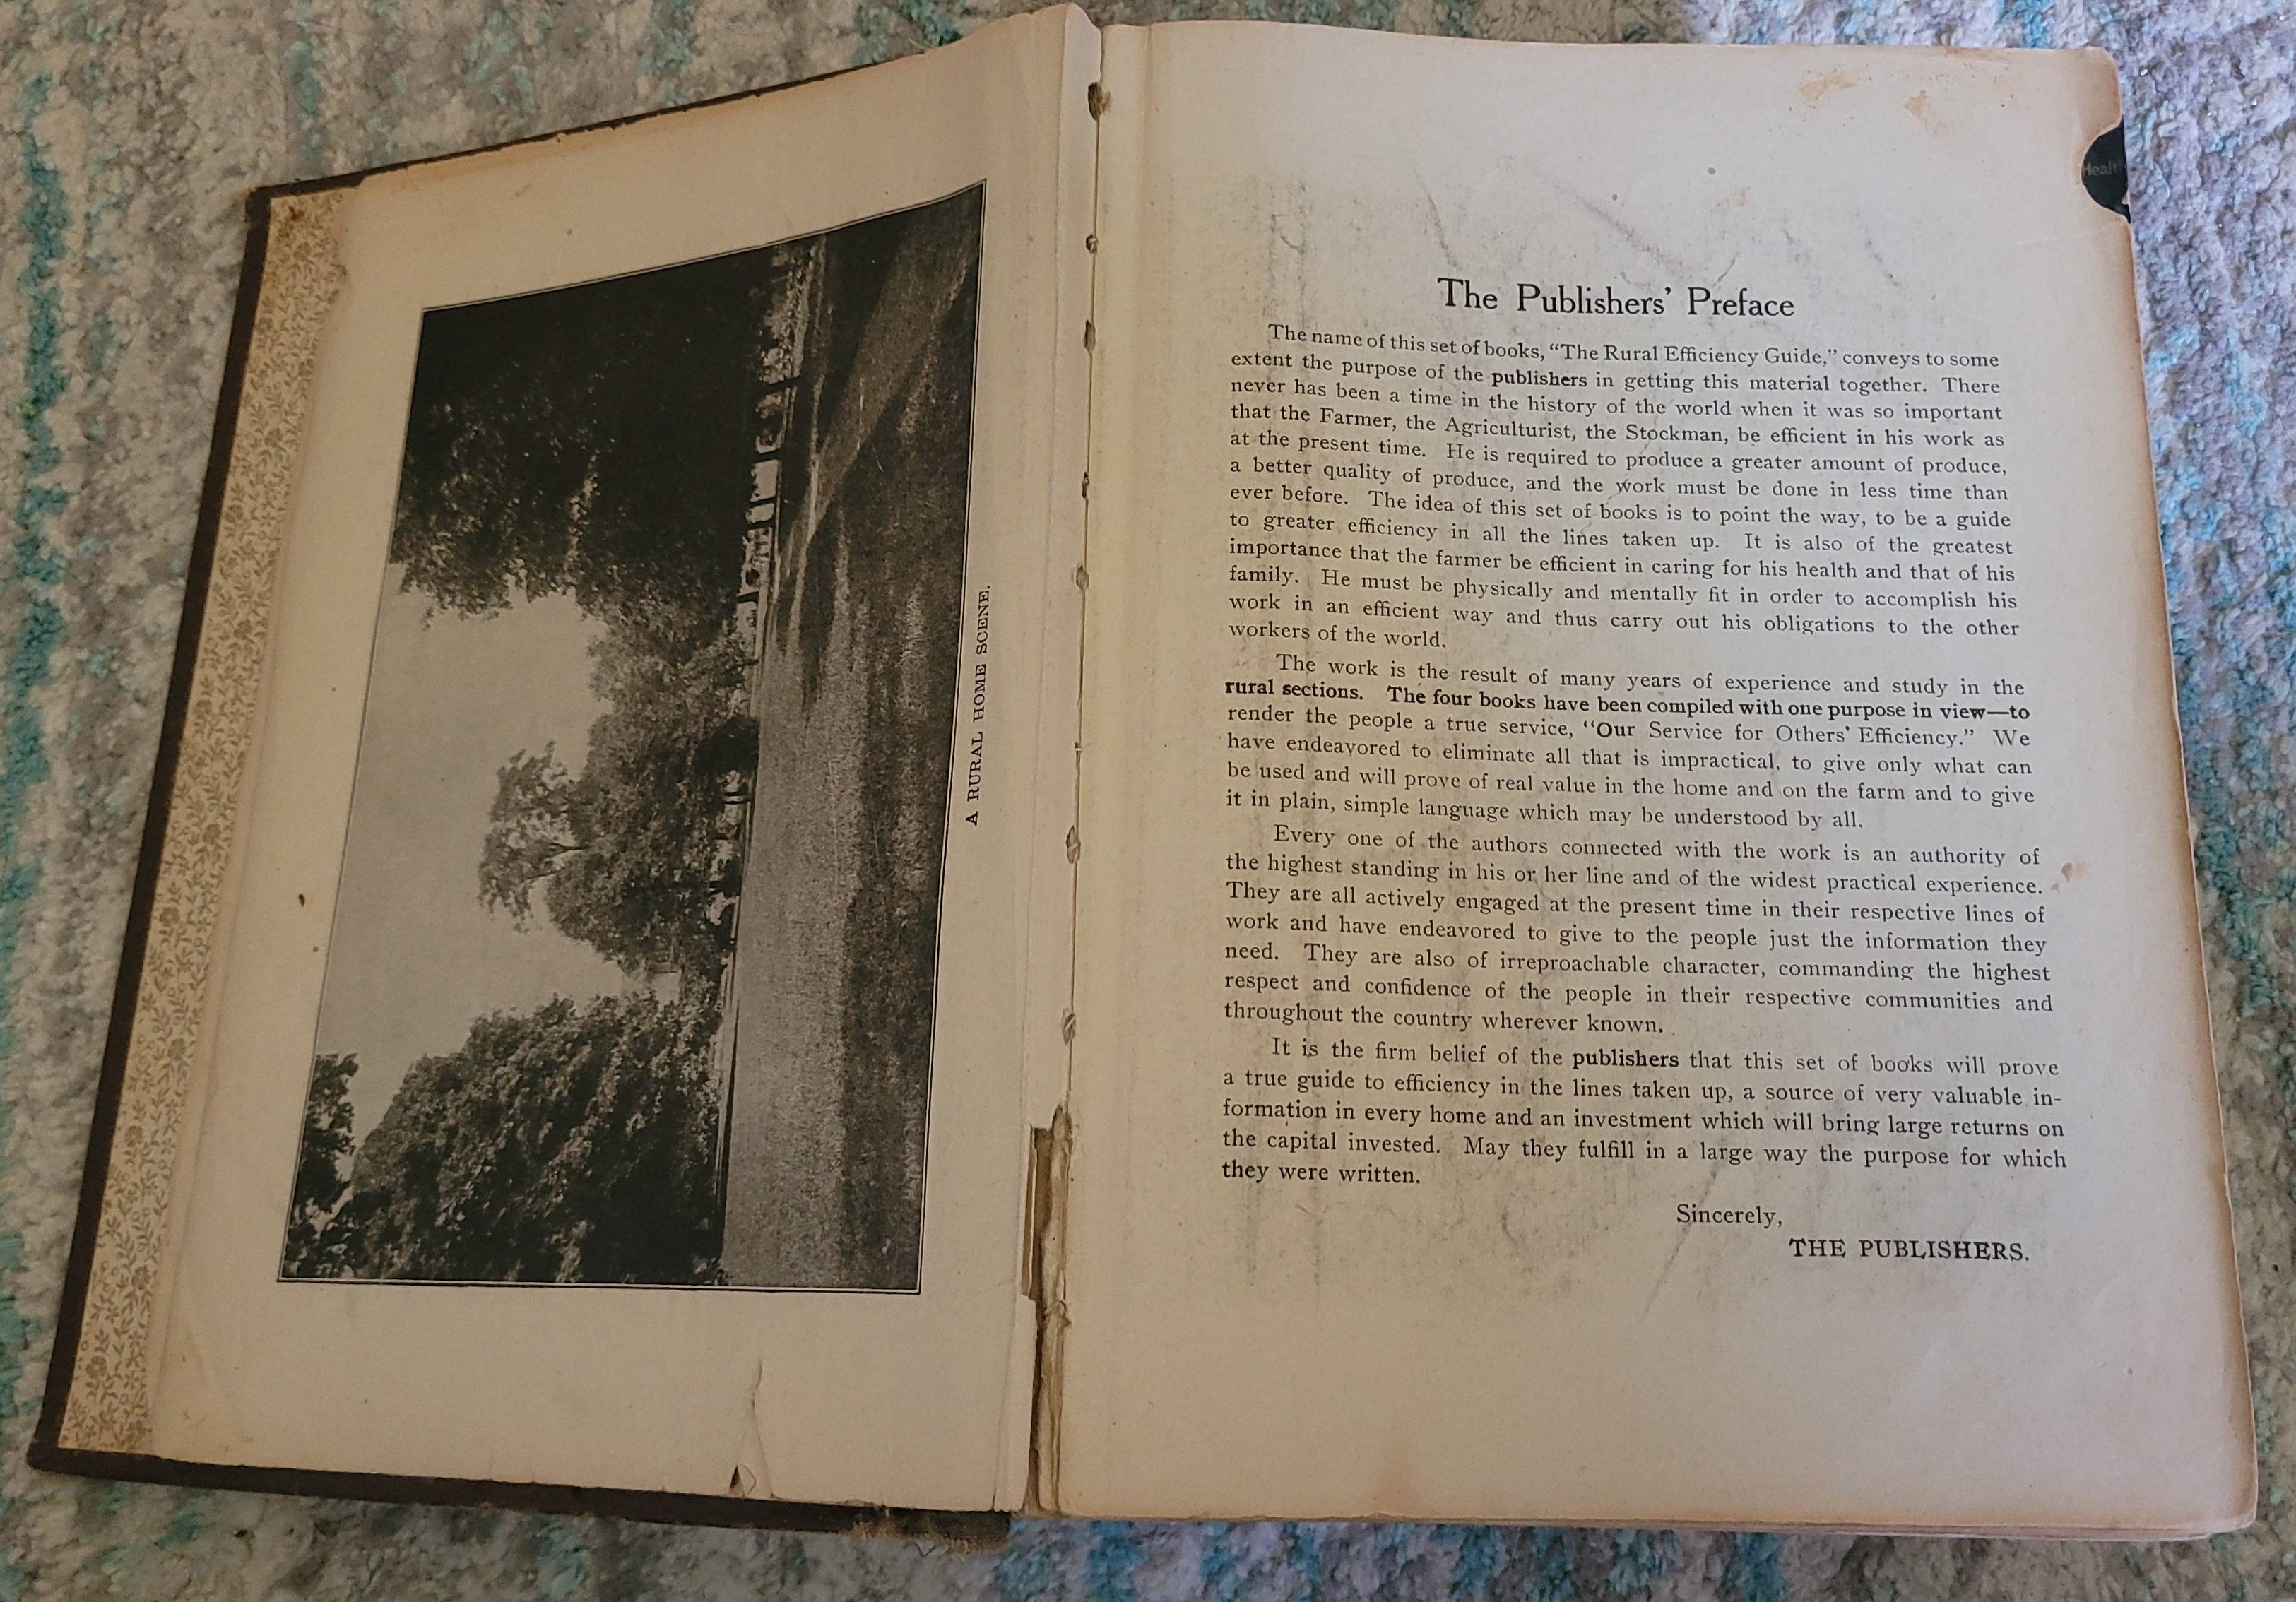 A RURAL HOME SCENE.
Health
The Publishers' Preface
The name of this set of books, "The Rural Efficiency Guide," conveys to some
extent the purpose of the publishers in getting this material together. There
never has been a time in the history of the world when it was so important
that the Farmer, the Agriculturist, the Stockman, be efficient in his work as
at the present time. He is required to produce a greater amount of produce,
a better quality of produce, and the work must be done in less time than
ever before. The idea of this set of books is to point the way, to be a guide
to greater efficiency in all the lines taken up. It is also of the greatest
importance that the farmer be efficient in caring for his health and that of his
family. He must be physically and mentally fit in order to accomplish his
work in an efficient way and thus carry out his obligations to the other
workers of the world.
The work is the result of many years of experience and study in the
rural sections. The four books have been compiled with one purpose in view—to
render the people a true service, "Our Service for Others' Efficiency." We
have endeavored to eliminate all that is impractical, to give only what can
be used and will prove of real value in the home and on the farm and to give
it in plain, simple language which may be understood by all.
Every one of the authors connected with the work is an authority of
the highest standing in his or her line and of the widest practical experience.
They are all actively engaged at the present time in their respective lines of
work and have endeavored to give to the people just the information they
need. They are also of irreproachable character, commanding the highest
respect and confidence of the people in their respective communities and
throughout the country wherever known.
It is the firm belief of the publishers that this set of books will prove
a true guide to efficiency in the lines taken up, a source of very valuable in-
formation in every home and an investment which will bring large returns on
the capital invested. May they fulfill in a large way the purpose for which
they were written.
Sincerely,
THE PUBLISHERS.